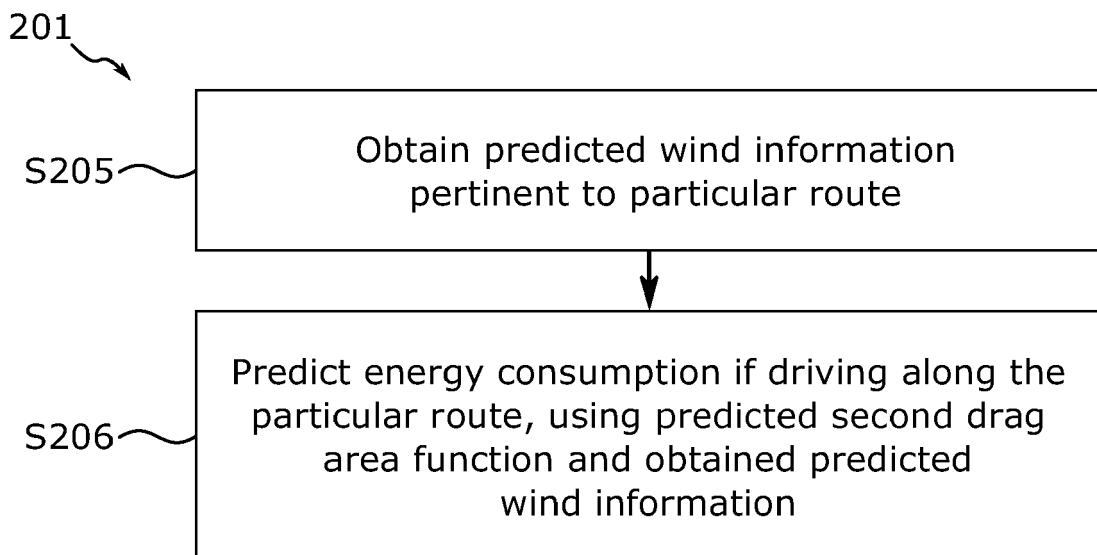 201
S205
Obtain predicted wind information
pertinent to particular route
S206
Predict energy consumption if driving along the
particular route, using predicted second drag
area function and obtained predicted
wind information